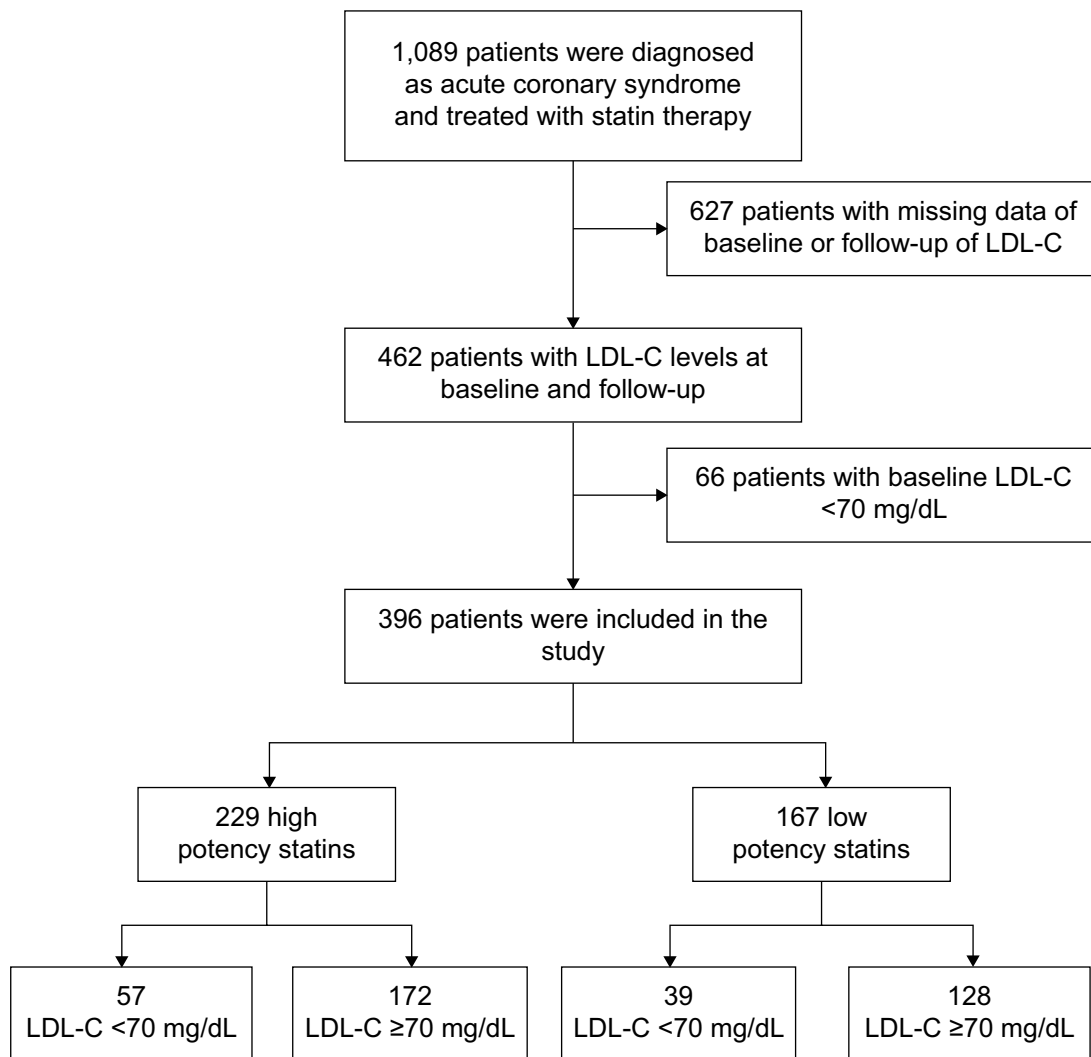 1,089 patients were diagnosed
as acute coronary syndrome
and treated with statin therapy
627 patients with missing data of
baseline or follow-up of LDL-C
462 patients with LDL-C levels at
baseline and follow-up
66 patients with baseline LDL-C
<70 mg/dL
396 patients were included in the
study
229 high
potency statins
167 low
potency statins
57
LDL-C <70 mg/dL
172
LDL-C ≥70 mg/dL
39
LDL-C <70 mg/dL
128
LDL-C ≥70 mg/dL